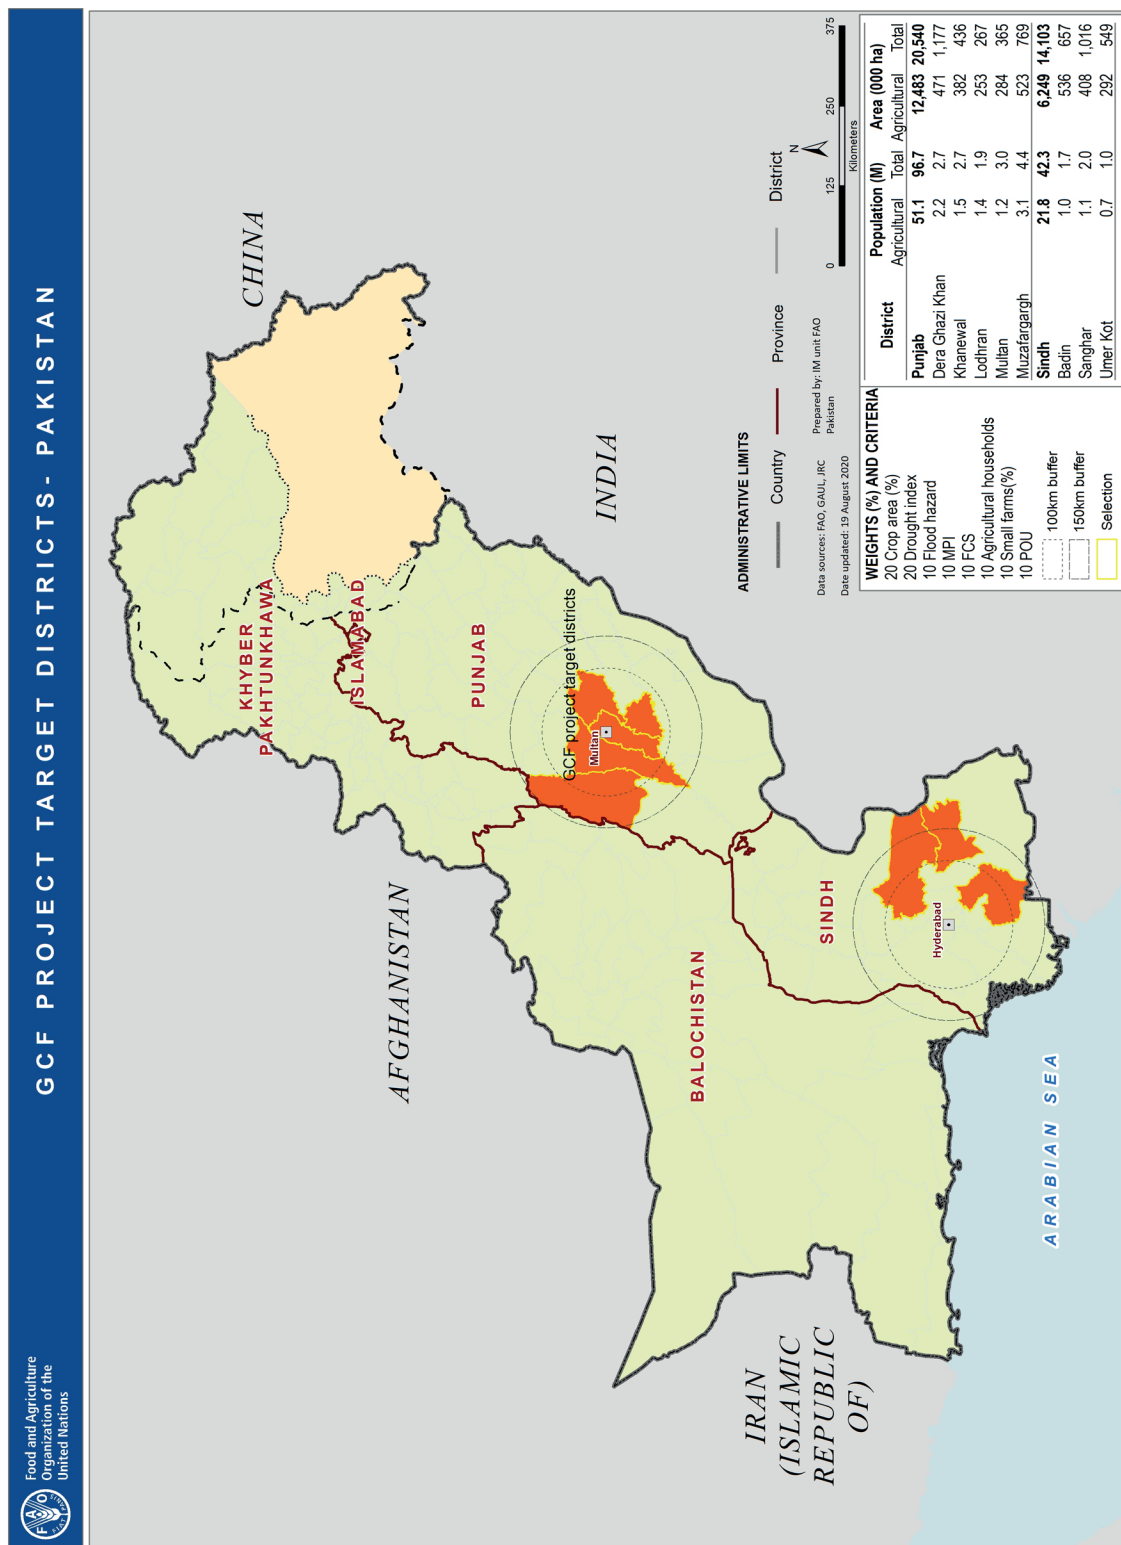 Food and Agriculture
Organization of the
United Nations
FAO
FIAT PANIS
GCF PROJECT TARGET DISTRICTS- PAKISTAN
CHINA
AFGHANISTAN
INDIA
IRAN
(ISLAMIC
REPUBLIC
OF)
ARABIAN SEA
KHYBER
PAKHTUNKHAWA
ISLAMABAD
PUNJAB
GCF project target districts
Multan
BALOCHISTAN
SINDH
Hyderabad
ADMINISTRATIVE LIMITS
Country Province District
Data sources: FAO, GAUL, JRC
Date updated: 19 August 2020
Prepared by: IM unit FAO
Pakistan
N
0 125 250 375
Kilometers
WEIGHTS (%) AND CRITERIA
20 Crop area (%)
20 Drought index
10 Flood hazard
10 MPI
10 FCS
10 Agricultural households
10 Small farms(%)
10 POU
100km buffer
150km buffer
Selection
District Population (M) Area (000 ha)
Agricultural Total Agricultural Total
Punjab 51.1 96.7 12,483 20,540
Dera Ghazi Khan 2.2 2.7 471 1,177
Khanewal 1.5 2.7 382 436
Lodhran 1.4 1.9 253 267
Multan 1.2 3.0 284 365
Muzafargargh 3.1 4.4 523 769
Sindh 21.8 42.3 6,249 14,103
Badin 1.0 1.7 536 657
Sanghar 1.1 2.0 408 1,016
Umer Kot 0.7 1.0 292 549